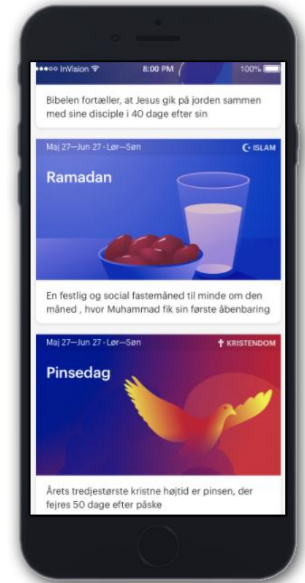 InVision 8:00 PM 100%
Bibelen fortæller, at Jesus gik på jorden sammen
med sine disciple i 40 dage efter sin
Maj 27—Jun 27 - Lør—Søn ISLAM
Ramadan
En festlig og social fastemåned til minde om den
måned , hvor Muhammad fik sin første åbenbaring
Maj 27—Jun 27 - Lør—Søn KRISTENDOM
Pinsedag
Årets tredjestørste kristne højtid er pinsen, der
fejres 50 dage efter påske